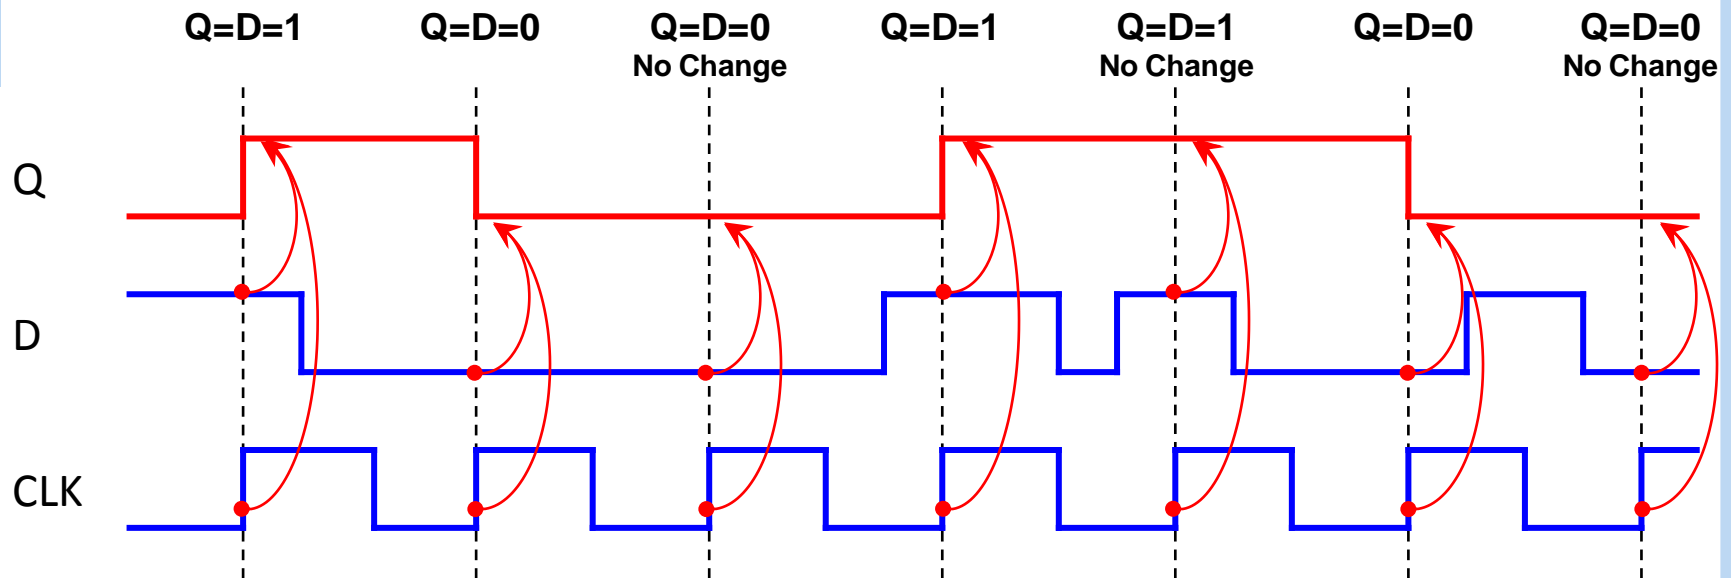 Q=D=1 Q=D=0 Q=D=0 Q=D=1 Q=D=1 Q=D=0 Q=D=0
No Change No Change No Change
Q
D
CLK